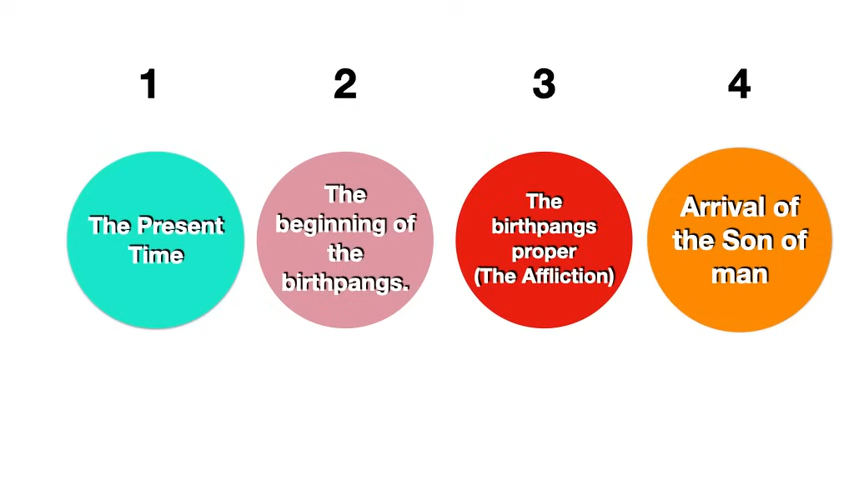 1
2
3
4
The Present
Time
The
beginning of
the
birthpangs.
The
birthpangs
proper
(The Affliction)
Arrival of
the Son of
man